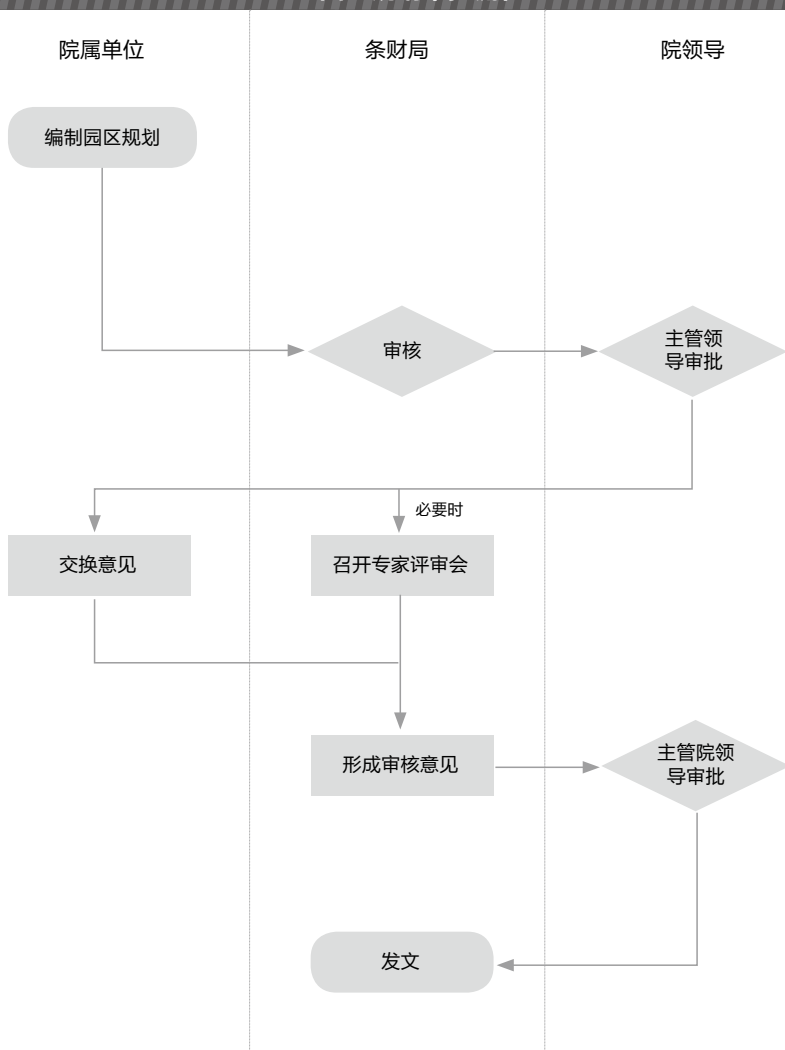 院属单位
条财局
院领导
编制园区规划
审核
主管领
导审批
必要时
交换意见
召开专家评审会
形成审核意见
主管院领
导审批
发文